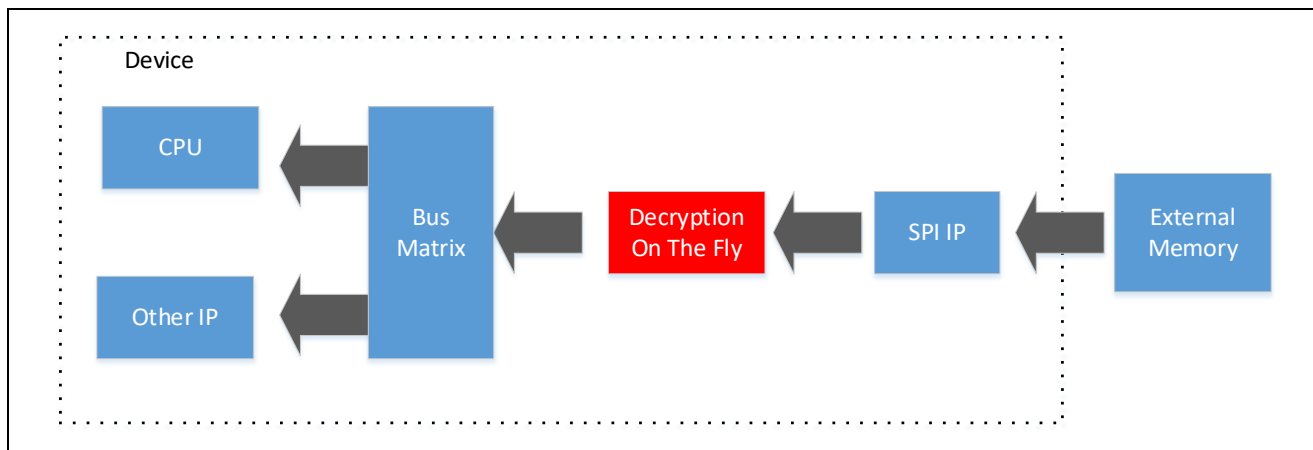 Device
CPU
Bus
Matrix
Decryption
On The Fly
SPI IP
External
Memory
Other IP